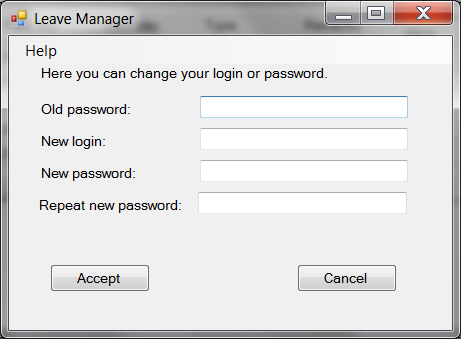 Leave Manager
Help
Here you can change your login or password.
Old password:
New login:
New password:
Repeat new password:
Accept
Cancel